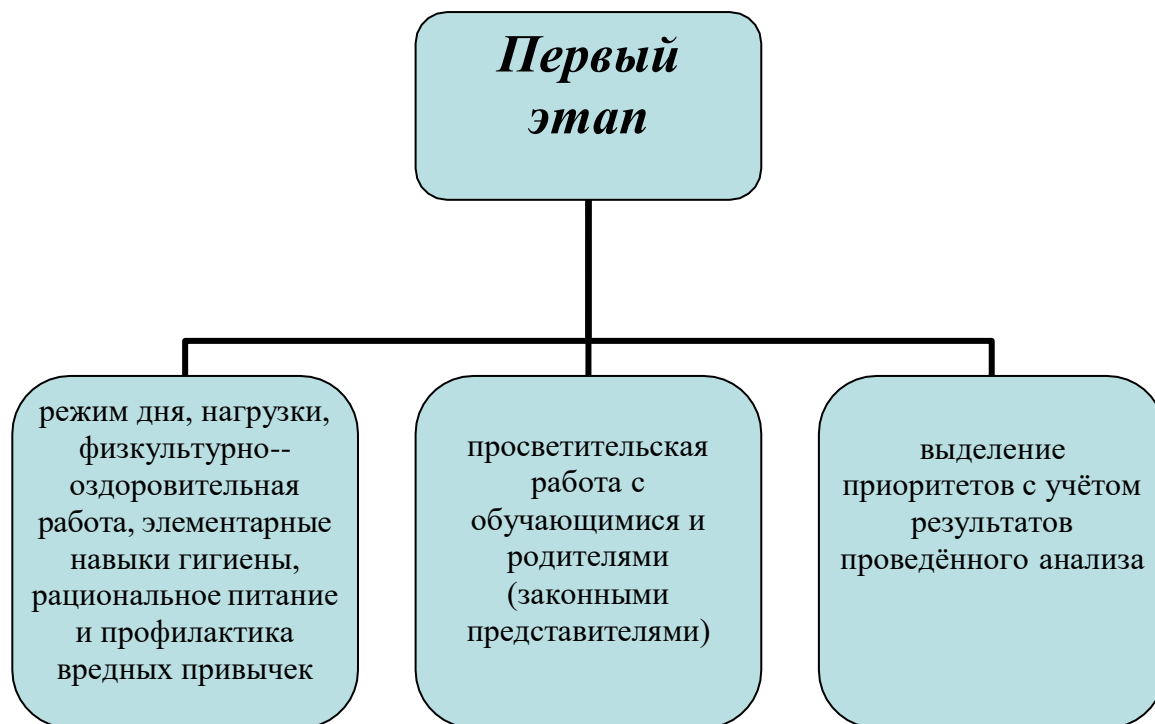 Первый
этап
режим дня, нагрузки,
физкультурно--
оздоровительная
работа, элементарные
навыки гигиены,
рациональное питание
и профилактика
вредных привычек
просветительская
работа с
обучающимися и
родителями
(законными
представителями)
выделение
приоритетов с учётом
результатов
проведённого анализа